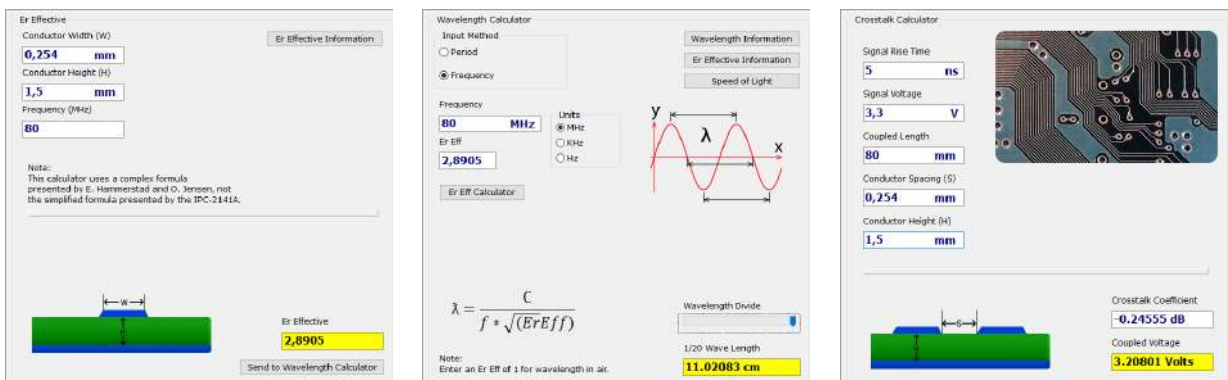 Er Effective
Conductor Width (W)
Er Effective Information
0,254 mm
Conductor Height (H)
1,5 mm
Frequency (MHz)
80
Note:
This calculator uses a complex formula
presented by E. Hammerstad and O. Jensen, not
the simplified formula presented by the IPC-2141A.
W
H
Er Effective
2,8905
Send to Wavelength Calculator
Wavelength Calculator
Input Method
Period
Frequency
Wavelength Information
Er Effective Information
Speed of Light
Frequency
80 MHz
Units
MHz
KHz
Hz
Er Eff
2,8905
Er Eff Calculator
y
λ
x
λ = C
f * √(ErEff)
Wavelength Divide
1/20 Wave Length
11.02083 cm
Note:
Enter an Er Eff of 1 for wavelength in air.
Crosstalk Calculator
Signal Rise Time
5 ns
Signal Voltage
3,3 V
Coupled Length
80 mm
Conductor Spacing (S)
0,254 mm
Conductor Height (H)
1,5 mm
S
Crosstalk Coefficient
-0.24555 dB
Coupled Voltage
3.20801 Volts